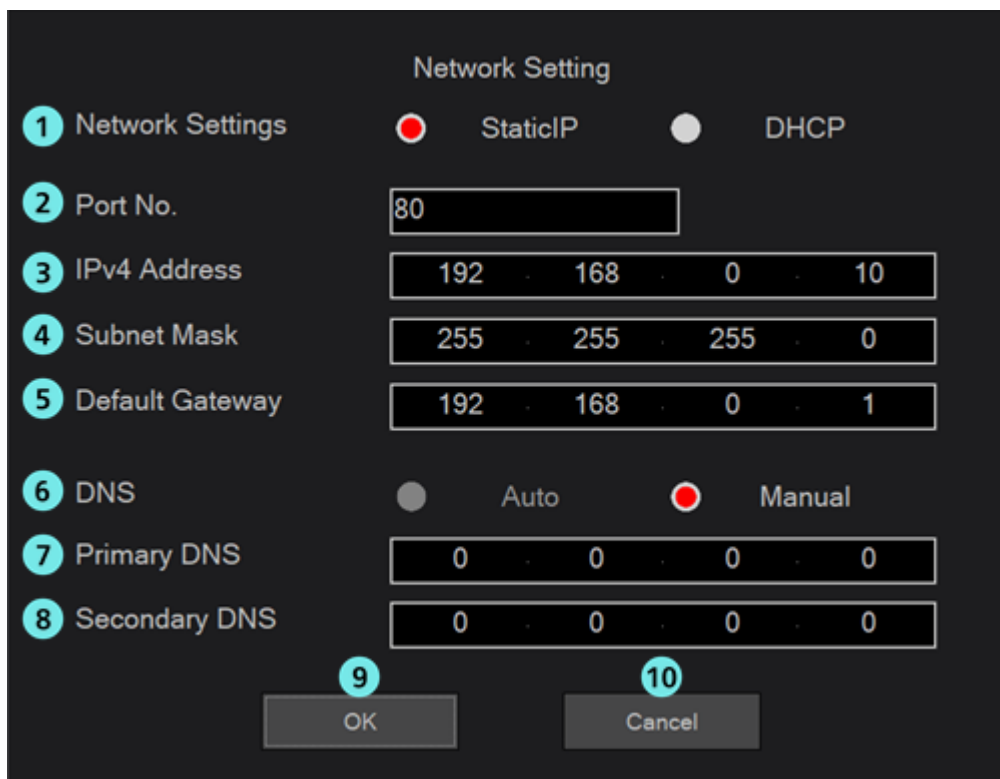 Network Setting
1 Network Settings StaticIP DHCP
2 Port No. 80
3 IPv4 Address 192 . 168 . 0 . 10
4 Subnet Mask 255 . 255 . 255 . 0
5 Default Gateway 192 . 168 . 0 . 1
6 DNS Auto Manual
7 Primary DNS 0 . 0 . 0 . 0
8 Secondary DNS 0 . 0 . 0 . 0
9 10
OK Cancel